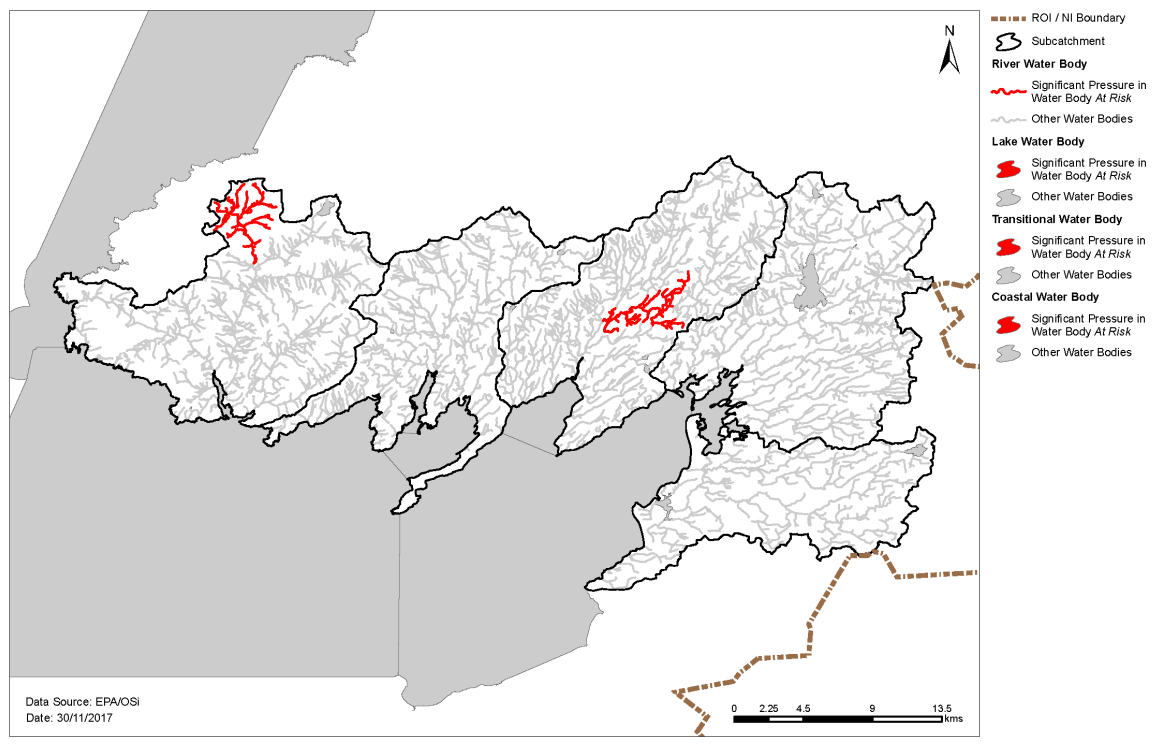 N
ROI / NI Boundary
Subcatchment
River Water Body
Significant Pressure in
Water Body At Risk
Other Water Bodies
Lake Water Body
Significant Pressure in
Water Body At Risk
Other Water Bodies
Transitional Water Body
Significant Pressure in
Water Body At Risk
Other Water Bodies
Coastal Water Body
Significant Pressure in
Water Body At Risk
Other Water Bodies
Data Source: EPA/OSi
Date: 30/11/2017
0 2.25 4.5 9 13.5
kms